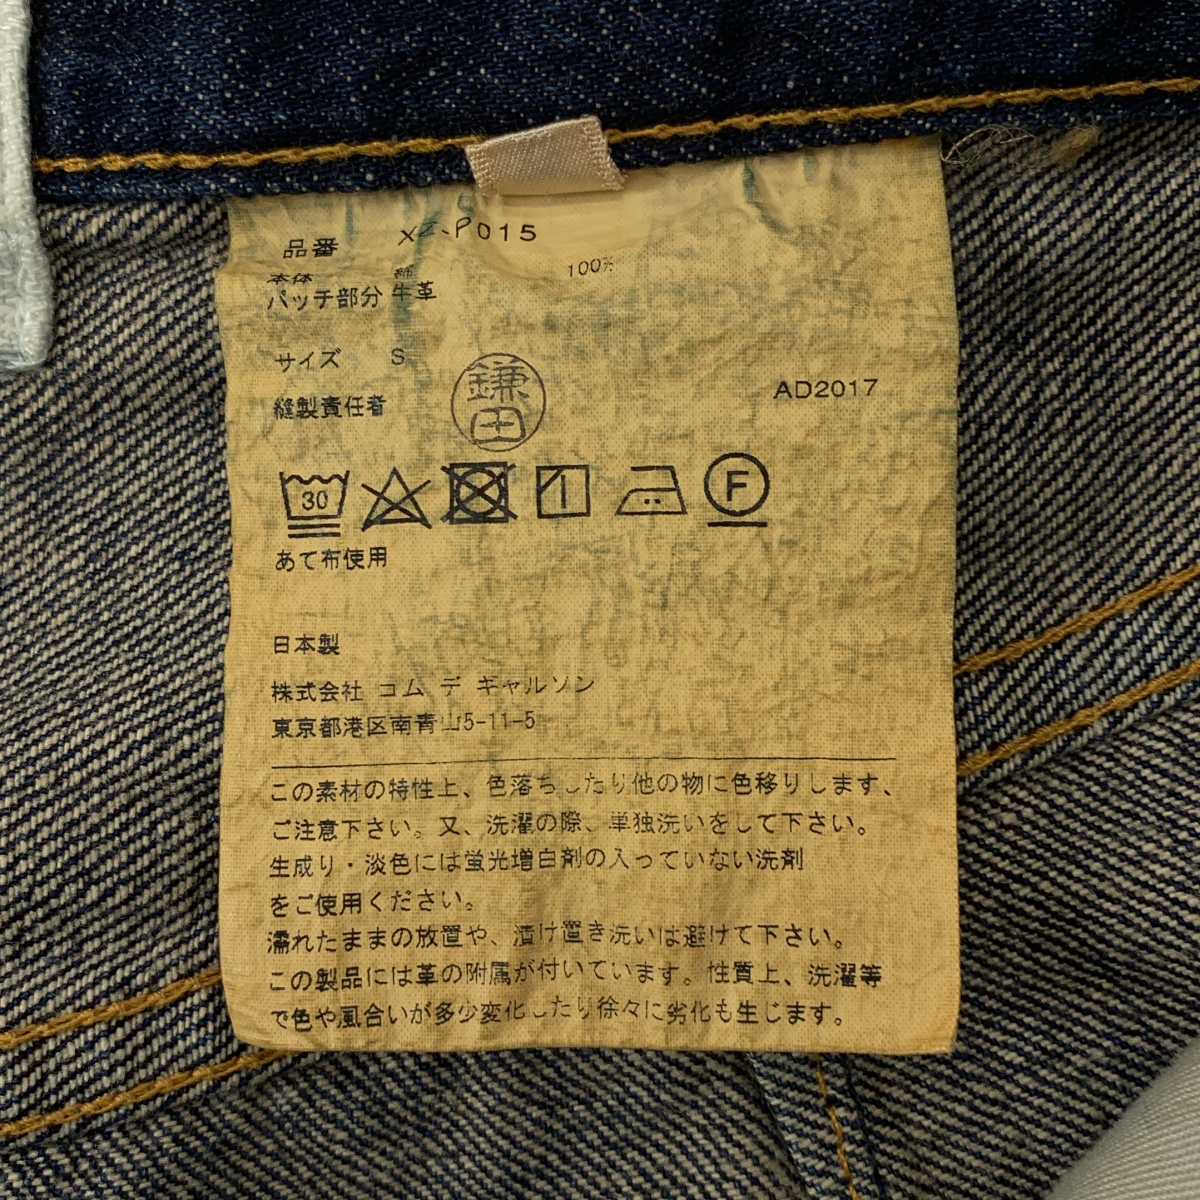 品番 XZ-P015
本体 綿 100%
パッチ部分 牛革
サイズ S
AD2017
縫製責任者 鎌田
30 F
あて布使用
日本製
株式会社 コム デ ギャルソン
東京都港区南青山5-11-5
この素材の特性上、色落ちしたり他の物に色移りします、
ご注意下さい。又、洗濯の際、単独洗いをして下さい。
生成り・淡色には蛍光増白剤の入っていない洗剤
をご使用ください。
濡れたままの放置や、漬け置き洗いは避けて下さい。
この製品には革の附属が付いています。性質上、洗濯等
で色や風合いが多少変化したり徐々に劣化も生じます。